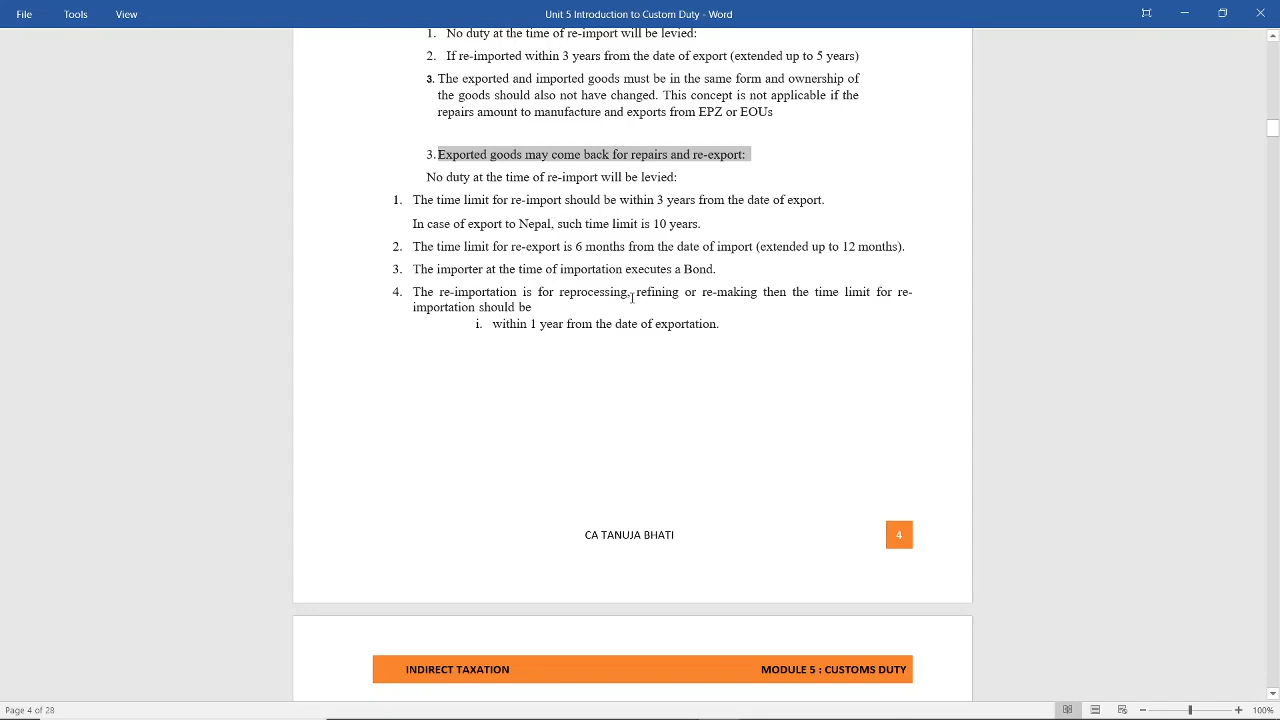 File Tools View Unit 5 Introduction to Custom Duty - Word
1. No duty at the time of re-import will be levied:
2. If re-imported within 3 years from the date of export (extended up to 5 years)
3. The exported and imported goods must be in the same form and ownership of
the goods should also not have changed. This concept is not applicable if the
repairs amount to manufacture and exports from EPZ or EOUs
3. Exported goods may come back for repairs and re-export:
No duty at the time of re-import will be levied:
1. The time limit for re-import should be within 3 years from the date of export.
In case of export to Nepal, such time limit is 10 years.
2. The time limit for re-export is 6 months from the date of import (extended up to 12 months).
3. The importer at the time of importation executes a Bond.
4. The re-importation is for reprocessing, refining or re-making then the time limit for re-
importation should be
i. within 1 year from the date of exportation.
CA TANUJA BHATI 4
INDIRECT TAXATION MODULE 5 : CUSTOMS DUTY
Page 4 of 28 100%